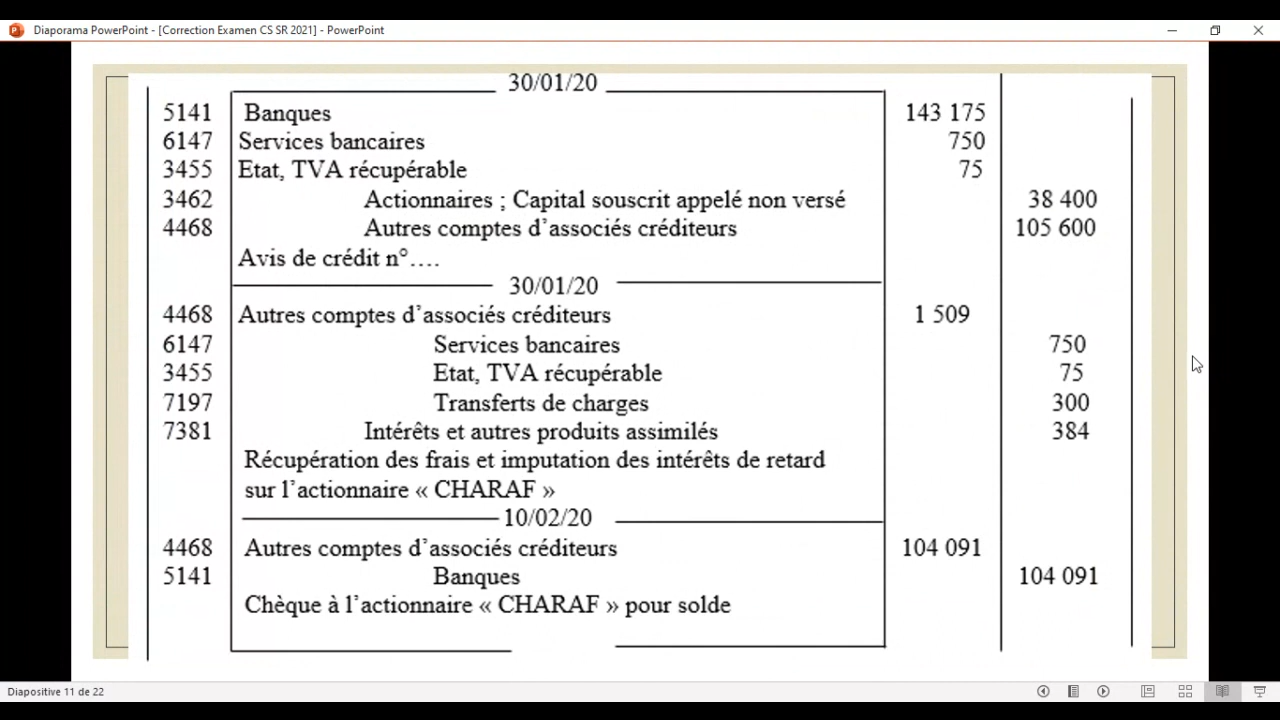 Diaporama PowerPoint - [Correction Examen CS SR 2021] - PowerPoint
30/01/20
5141 Banques 143 175
6147 Services bancaires 750
3455 Etat, TVA récupérable 75
3462 Actionnaires ; Capital souscrit appelé non versé 38 400
4468 Autres comptes d’associés créditeurs 105 600
Avis de crédit n°….
30/01/20
4468 Autres comptes d’associés créditeurs 1 509
6147 Services bancaires 750
3455 Etat, TVA récupérable 75
7197 Transferts de charges 300
7381 Intérêts et autres produits assimilés 384
Récupération des frais et imputation des intérêts de retard
sur l’actionnaire « CHARAF »
10/02/20
4468 Autres comptes d’associés créditeurs 104 091
5141 Banques 104 091
Chèque à l’actionnaire « CHARAF » pour solde
Diapositive 11 de 22